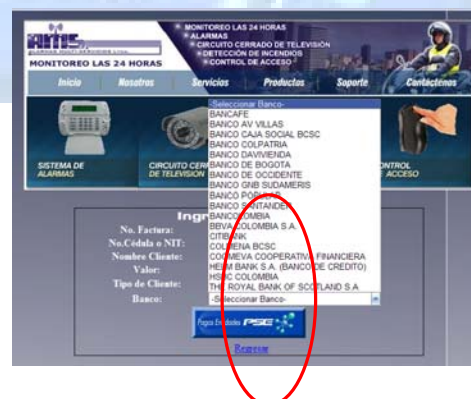 * MONITOREO LAS 24 HORAS
* ALARMAS
* CIRCUITO CERRADO DE TELEVISIÓN
* DETECCIÓN DE INCENDIOS
* CONTROL DE ACCESO
MONITOREO LAS 24 HORAS
Inicio Nosotros Servicios Productos Soporte Contáctenos
-Seleccionar Banco-
BANCAFE
BANCO AV VILLAS
BANCO CAJA SOCIAL BCSC
BANCO COLPATRIA
BANCO DAVIVIENDA
BANCO DE BOGOTA
BANCO DE OCCIDENTE
BANCO GNB SUDAMERIS
BANCO POPULAR
BANCO SANTANDER
BANCOLOMBIA
BBVA COLOMBIA S.A.
CITIBANK
COLMENA BCSC
COOMEVA COOPERATIVA FINANCIERA
HELM BANK S.A. (BANCO DE CREDITO)
HSBC COLOMBIA
THE ROYAL BANK OF SCOTLAND S.A
SISTEMA DE
ALARMAS
CIRCUITO CER
DE TELEVISION
NTROL
ACCESO
Ingr
No. Factura:
No.Cédula o NIT:
Nombre Cliente:
Valor:
Tipo de Cliente:
Banco: -Seleccionar Banco-
PSE
Regresar